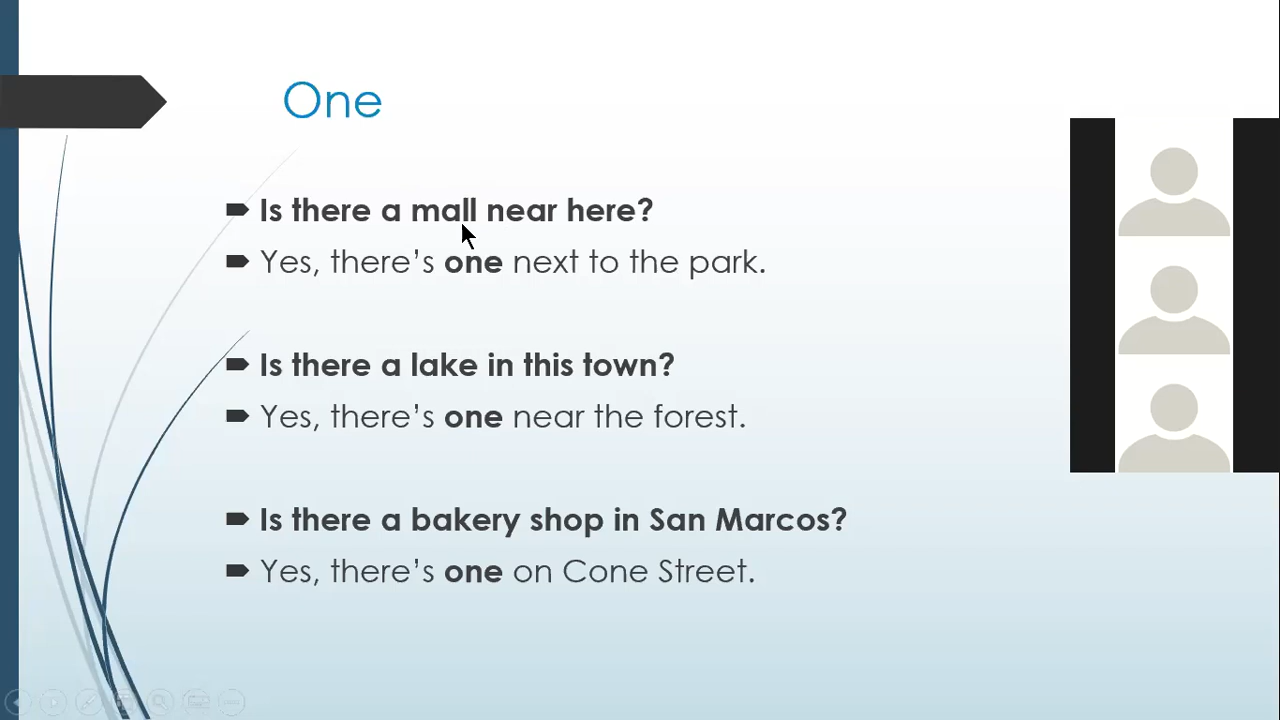 One
Is there a mall near here?
Yes, there’s one next to the park.
Is there a lake in this town?
Yes, there’s one near the forest.
Is there a bakery shop in San Marcos?
Yes, there’s one on Cone Street.